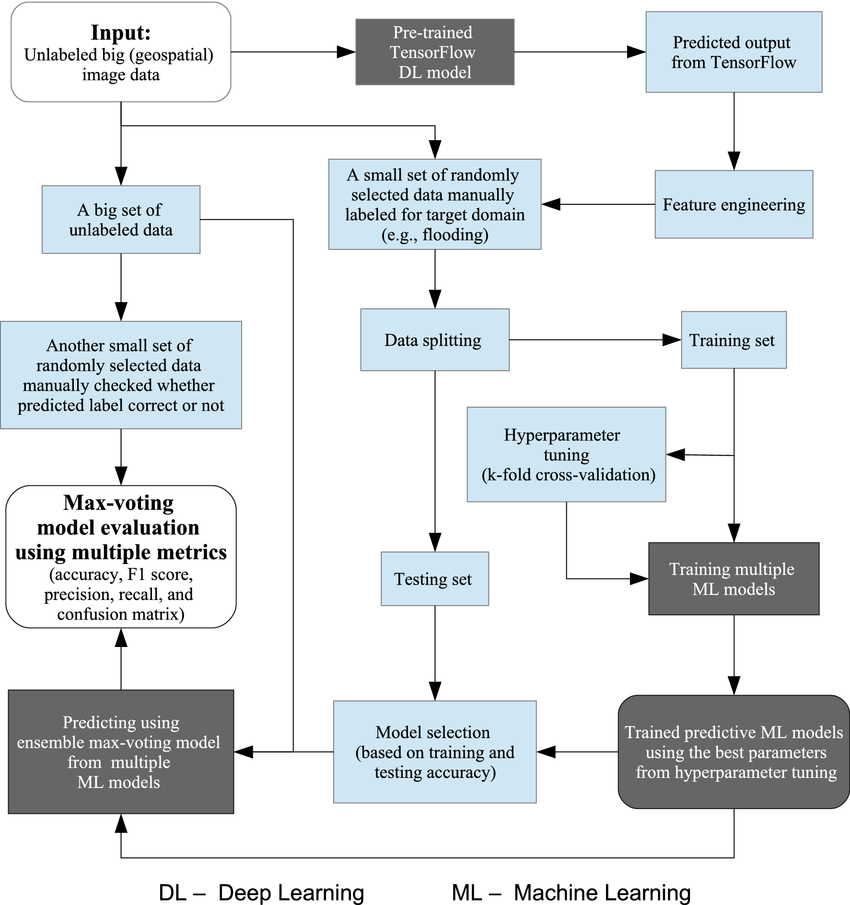 Input:
Unlabeled big (geospatial)
image data
Pre-trained
TensorFlow
DL model
Predicted output
from TensorFlow
A small set of randomly
selected data manually
labeled for target domain
(e.g., flooding)
Feature engineering
A big set of
unlabeled data
Another small set of
randomly selected data
manually checked whether
predicted label correct or not
Data splitting
Training set
Hyperparameter
tuning
(k-fold cross-validation)
Max-voting
model evaluation
using multiple metrics
(accuracy, F1 score,
precision, recall, and
confusion matrix)
Testing set
Training multiple
ML models
Predicting using
ensemble max-voting model
from multiple
ML models
Model selection
(based on training and
testing accuracy)
Trained predictive ML models
using the best parameters
from hyperparameter tuning
DL – Deep Learning
ML – Machine Learning